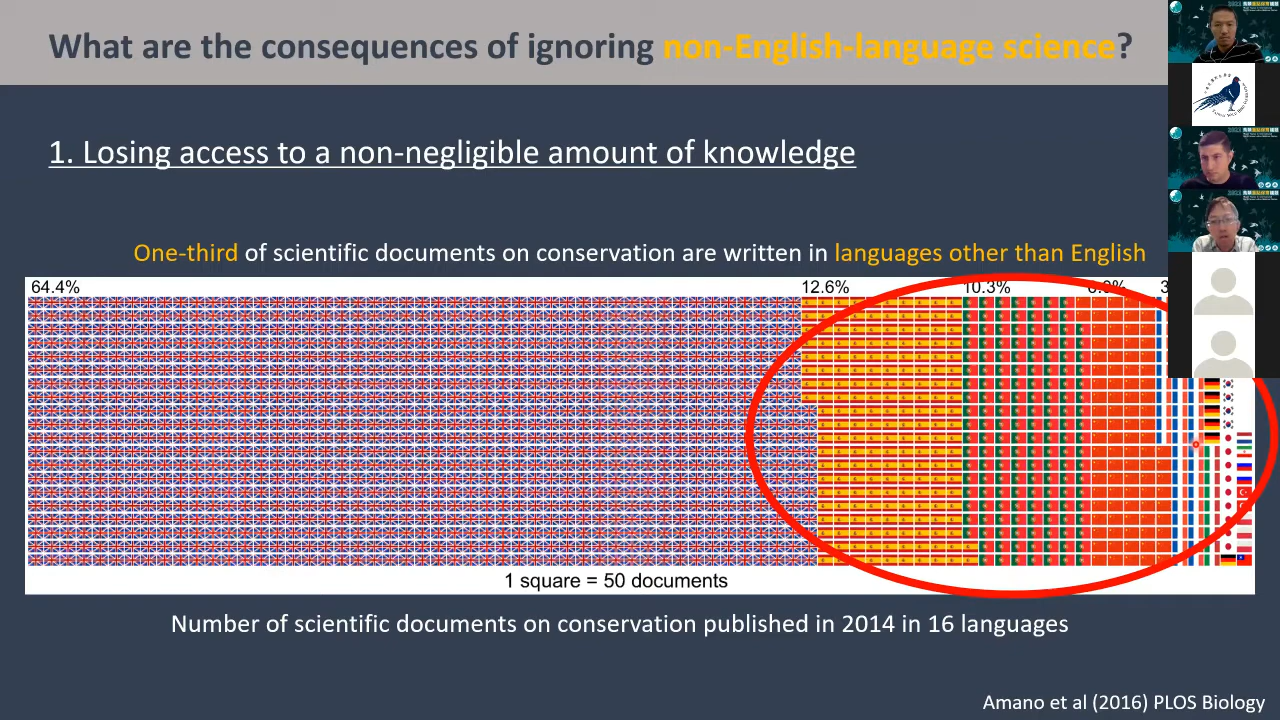 What are the consequences of ignoring non-English-language science?
1. Losing access to a non-negligible amount of knowledge
One-third of scientific documents on conservation are written in languages other than English
64.4% 12.6% 10.3%
1 square = 50 documents
Number of scientific documents on conservation published in 2014 in 16 languages
Amano et al (2016) PLOS Biology